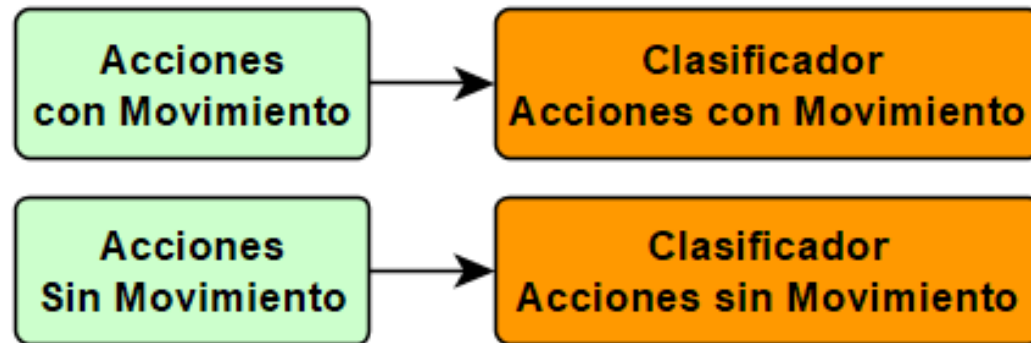 Acciones
con Movimiento
Clasificador
Acciones con Movimiento
Acciones
Sin Movimiento
Clasificador
Acciones sin Movimiento